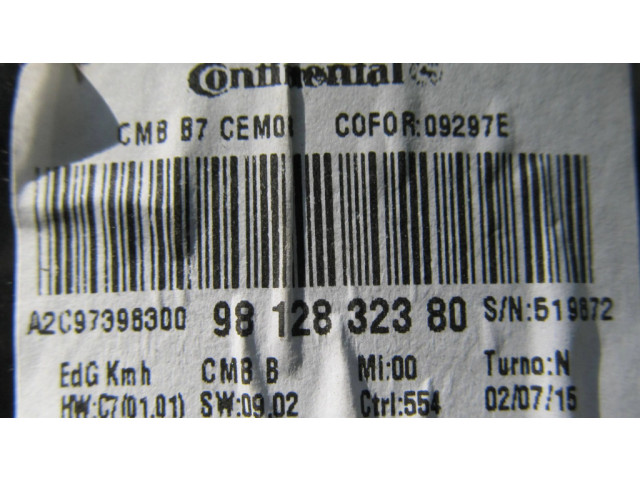 Continental
CMB B7 CEM01 COFOR:09297E
A2C97398300 98 128 323 80 S/N:519872
EdG Kmh CMB B Mi:00 Turno:N
HW:C7(01.01) SW:09.02 Ctrl:554 02/07/15